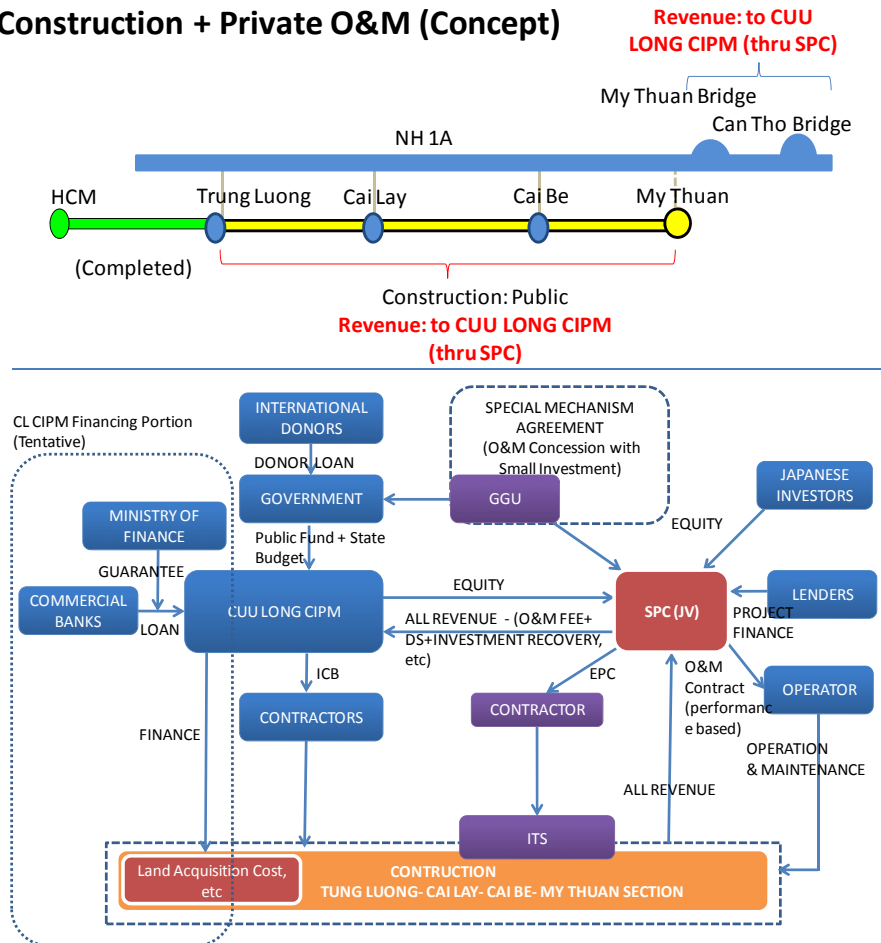 Construction + Private O&M (Concept)
Revenue: to CUU
LONG CIPM (thru SPC)
My Thuan Bridge
Can Tho Bridge
NH 1A
HCM
Trung Luong
Cai Lay
Cai Be
My Thuan
(Completed)
Construction: Public
Revenue: to CUU LONG CIPM
(thru SPC)
CL CIPM Financing Portion
(Tentative)
INTERNATIONAL
DONORS
SPECIAL MECHANISM
AGREEMENT
(O&M Concession with
Small Investment)
DONOR LOAN
GOVERNMENT
GGU
JAPANESE
INVESTORS
MINISTRY OF
FINANCE
Public Fund + State
Budget
EQUITY
GUARANTEE
COMMERCIAL
BANKS
LOAN
CUU LONG CIPM
EQUITY
SPC (JV)
LENDERS
PROJECT
FINANCE
ALL REVENUE - (O&M FEE+
DS+INVESTMENT RECOVERY,
etc)
ICB
EPC
O&M
Contract
(performanc
e based)
OPERATOR
CONTRACTORS
CONTRACTOR
FINANCE
OPERATION
& MAINTENANCE
ALL REVENUE
ITS
Land Acquisition Cost,
etc
CONTRUCTION
TUNG LUONG- CAI LAY- CAI BE- MY THUAN SECTION